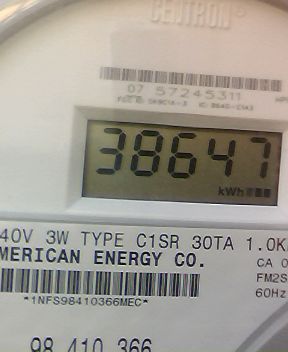 CENTRON®
07 57245311
38647
kWh
40V 3W TYPE C1SR 30TA 1.0K
MERICAN ENERGY CO.
CA 0
FM2S
60Hz
*1NFS98410366MEC*
98 410 366